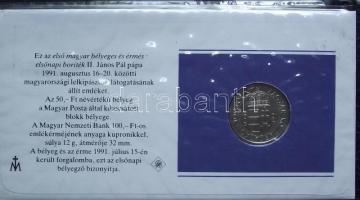 Ez az első magyar bélyeges és érmés
elsőnapi boríték II. János Pál pápa
1991. augusztus 16-20. közötti
magyarországi lelkipásztori látogatásának
állít emléket.
Az 50,- Ft névértékű bélyeg
a Magyar Posta által kibocsátott
blokk bélyege.
A Magyar Nemzeti Bank 100,- Ft-os
emlékérméjének anyaga kupronikkel,
súlya 12 g, átmérője 32 mm.
A bélyeg és az érme 1991. július 15-én
került forgalomba, ezt az elsőnapi
bélyegző bizonyítja.
darabanth